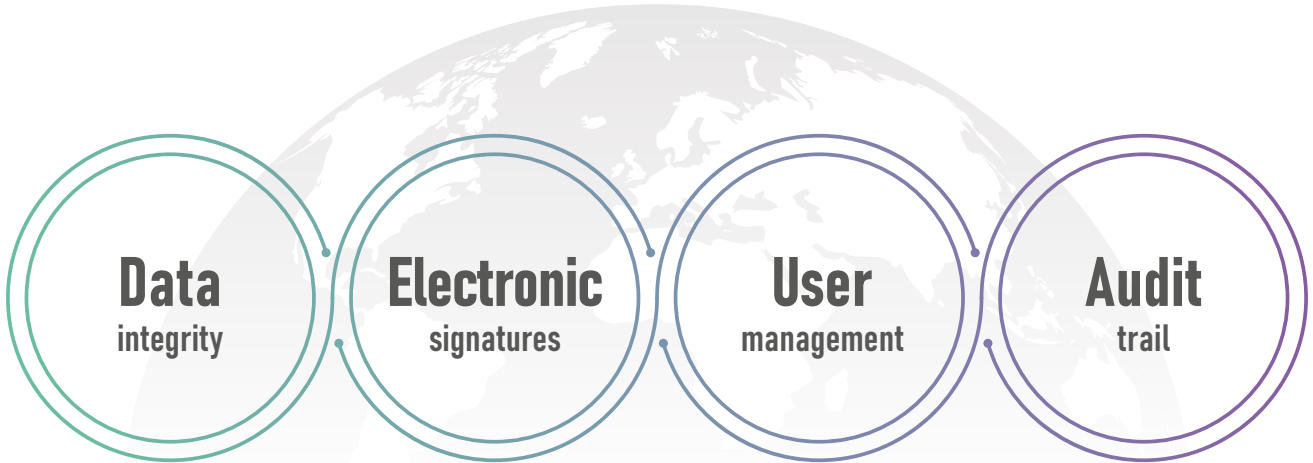 Data
integrity
Electronic
signatures
User
management
Audit
trail